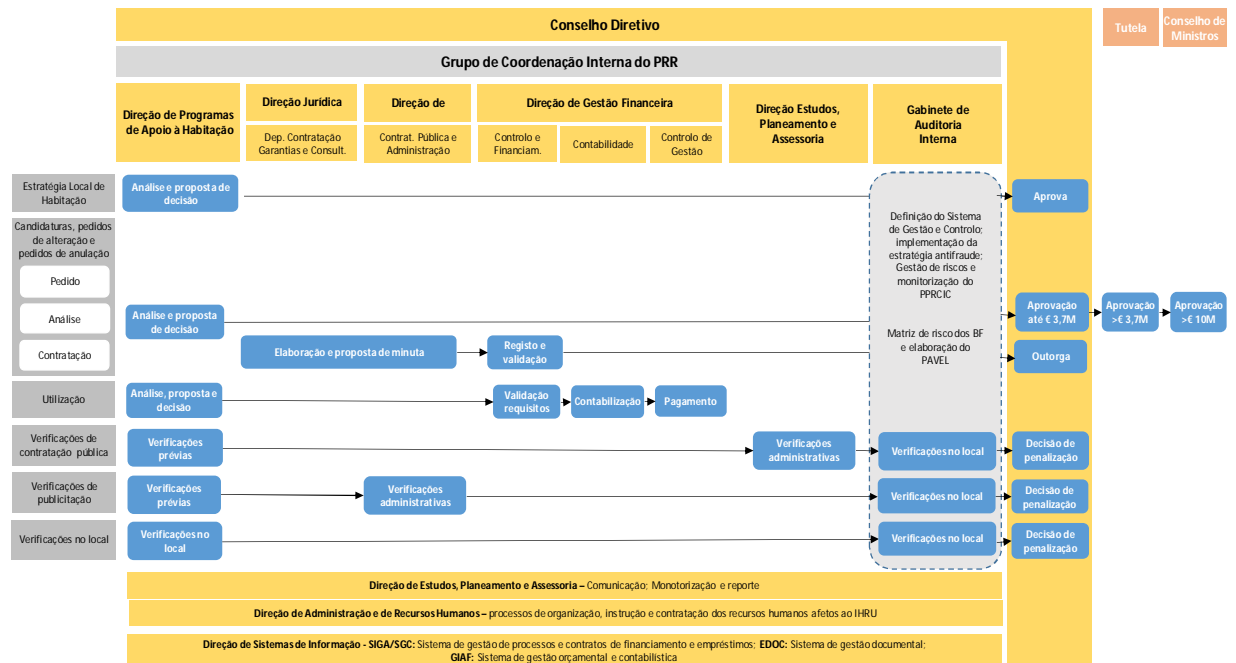 Conselho Diretivo
Tutela
Conselho de
Ministros
Grupo de Coordenação Interna do PRR
Direção de Programas
de Apoio à Habitação
Direção Jurídica
Dep. Contratação
Garantias e Consult.
Direção de
Contrat. Pública e
Administração
Direção de Gestão Financeira
Controlo e
Financiam.
Contabilidade
Controlo de
Gestão
Direção Estudos,
Planeamento e
Assessoria
Gabinete de
Auditoria
Interna
Estratégia Local de
Habitação
Análise e proposta de
decisão
Aprova
Candidaturas, pedidos
de alteração e
pedidos de anulação
Pedido
Análise
Contratação
Definição do Sistema
de Gestão e Controlo;
implementação da
estratégia antifraude;
Gestão de riscos e
monitorização do
PPRCIC
Matriz de risco dos BF
e elaboração do
PAVEL
Análise e proposta
de decisão
Aprovação
até € 3,7M
Aprovação
>€ 3,7M
Aprovação
>€ 10M
Elaboração e proposta de minuta
Registo e
validação
Outorga
Utilização
Análise, proposta e
decisão
Validação
requisitos
Contabilização
Pagamento
Verificações de
contratação pública
Verificações
prévias
Verificações
administrativas
Verificações no local
Decisão de
penalização
Verificações de
publicitação
Verificações
prévias
Verificações
administrativas
Verificações no local
Decisão de
penalização
Verificações no local
Verificações no
local
Verificações no local
Decisão de
penalização
Direção de Estudos, Planeamento e Assessoria – Comunicação; Monotorização e reporte
Direção de Administração e de Recursos Humanos – processos de organização, instrução e contratação dos recursos humanos afetos ao IHRU
Direção de Sistemas de Informação - SIGA/SGC: Sistema de gestão de processos e contratos de financiamento e empréstimos; EDOC: Sistema de gestão documental;
GIAF: Sistema de gestão orçamental e contabilística